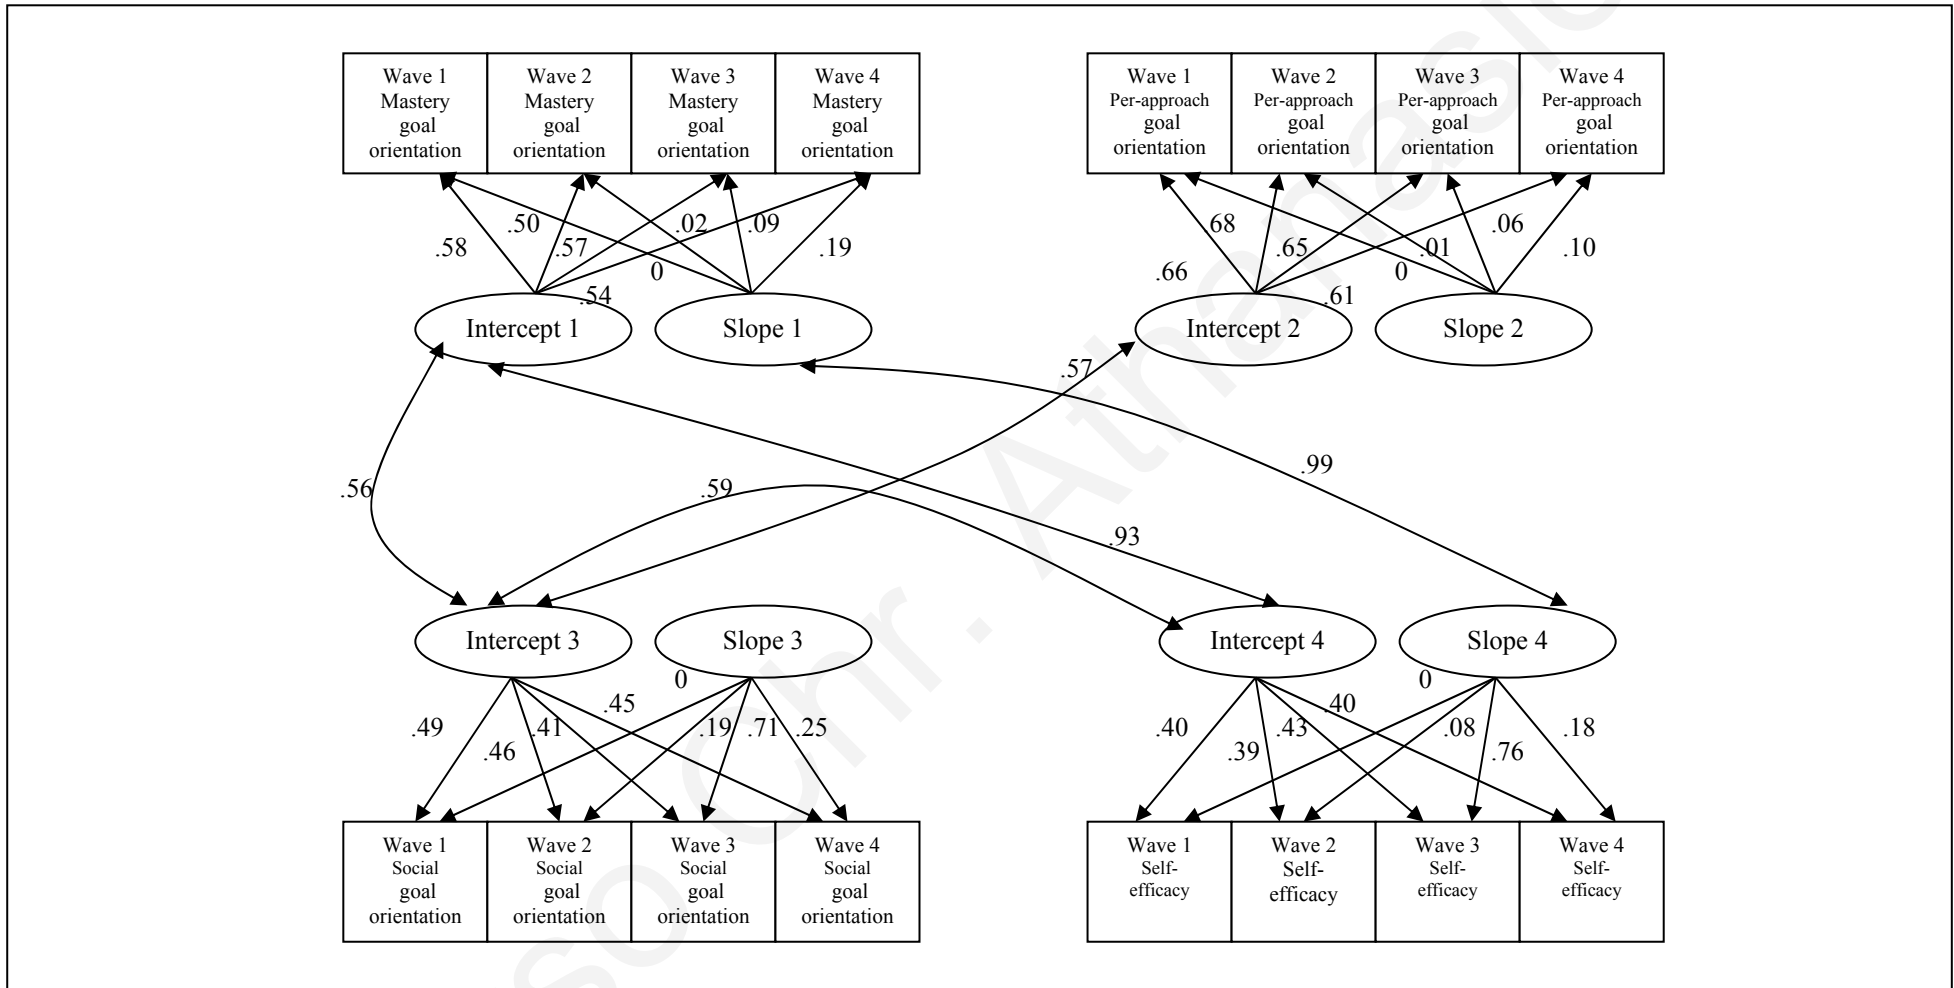 Wave 1
Mastery
goal
orientation
Wave 2
Mastery
goal
orientation
Wave 3
Mastery
goal
orientation
Wave 4
Mastery
goal
orientation
Wave 1
Per-approach
goal
orientation
Wave 2
Per-approach
goal
orientation
Wave 3
Per-approach
goal
orientation
Wave 4
Per-approach
goal
orientation
.50
.02
.09
.58
.57
.19
0
.54
68
.06
.65
.01
.10
.66
0
.61
Intercept 1
Slope 1
Intercept 2
Slope 2
.57
.99
.56
.59
.93
Intercept 3
Slope 3
Intercept 4
Slope 4
0
.45
.49
.41
.19
.71
.25
.46
0
.40
.40
.43
.08
.18
.39
.76
Wave 1
Social
goal
orientation
Wave 2
Social
goal
orientation
Wave 3
Social
goal
orientation
Wave 4
Social
goal
orientation
Wave 1
Self-
efficacy
Wave 2
Self-
efficacy
Wave 3
Self-
efficacy
Wave 4
Self-
efficacy
so Chr. Athanasio